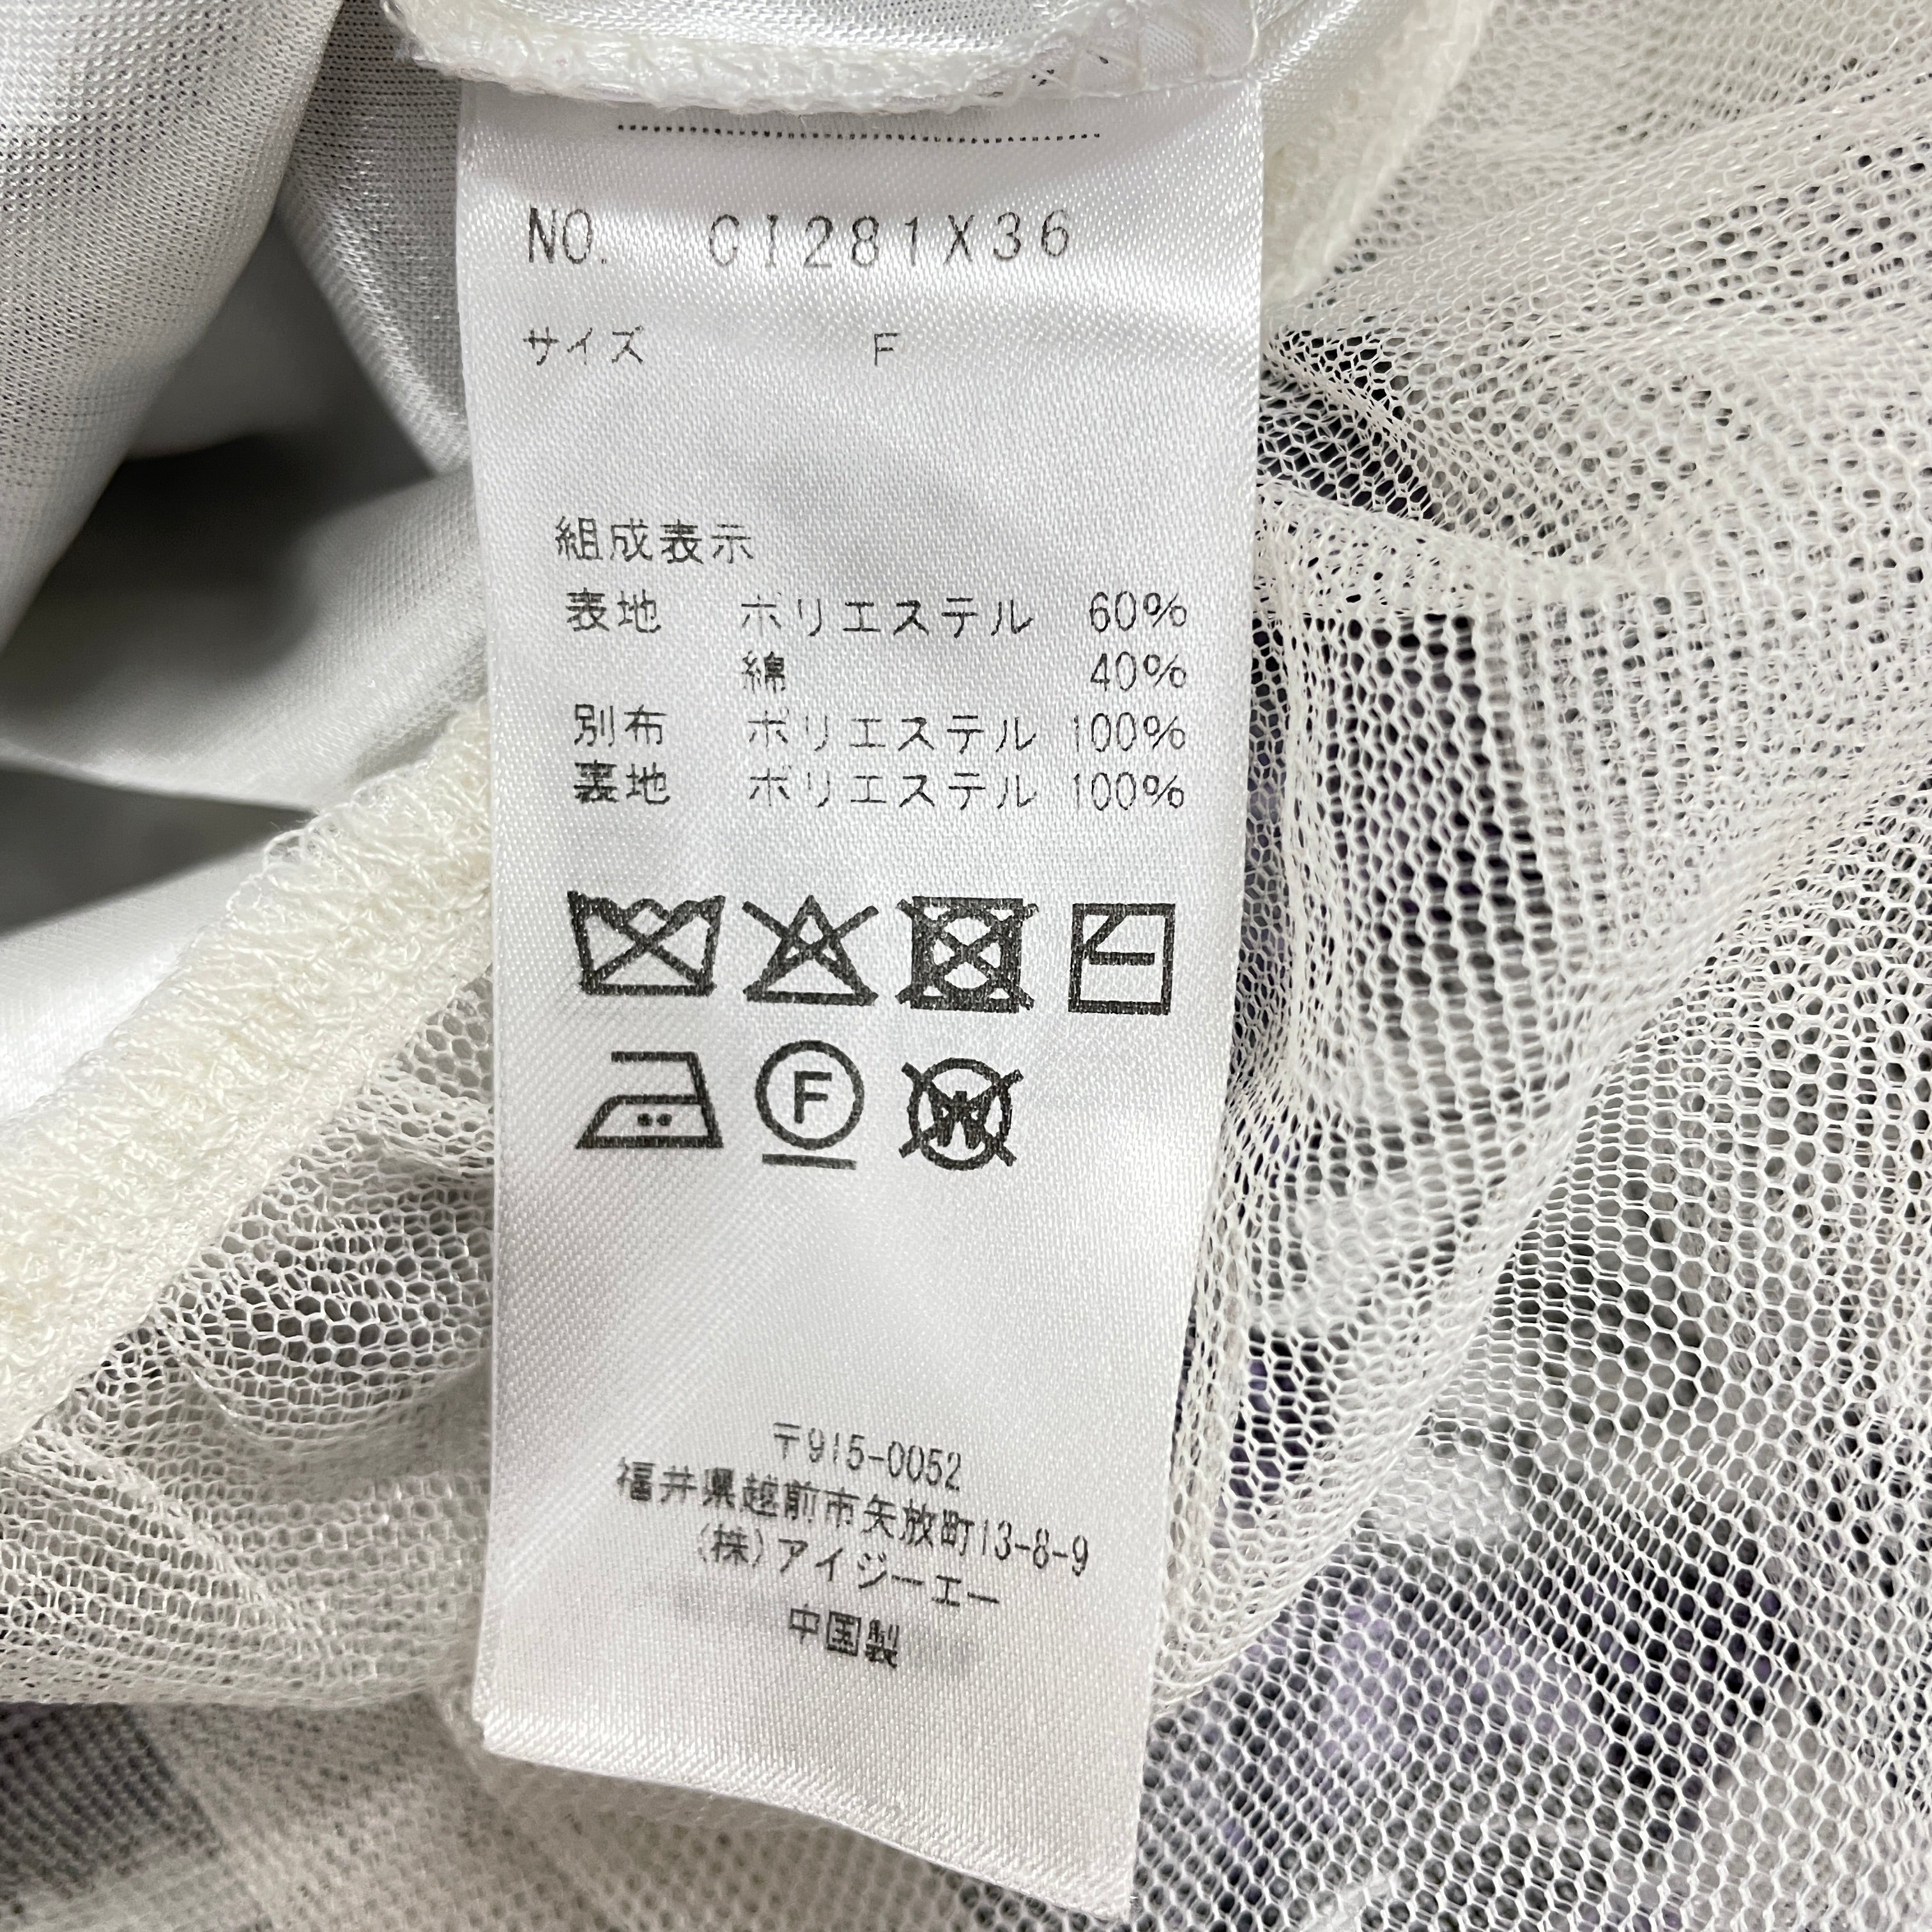 NO. CI281X36
サイズ F
組成表示
表地 ポリエステル 60%
綿 40%
別布 ポリエステル 100%
裏地 ポリエステル 100%
F
W
〒915-0052
福井県越前市矢放町13-8-9
(株)アイジーエー
中国製